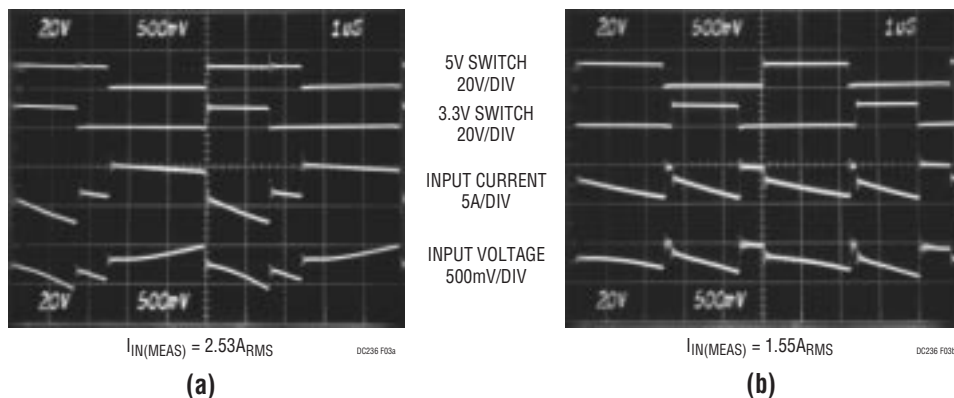 20V 500mV 1uS
20V 500mV
5V SWITCH
20V/DIV
3.3V SWITCH
20V/DIV
INPUT CURRENT
5A/DIV
INPUT VOLTAGE
500mV/DIV
20V 500mV 1uS
20V 500mV
IIN(MEAS) = 2.53ARMS
DC236 F03a
(a)
IIN(MEAS) = 1.55ARMS
DC236 F03b
(b)